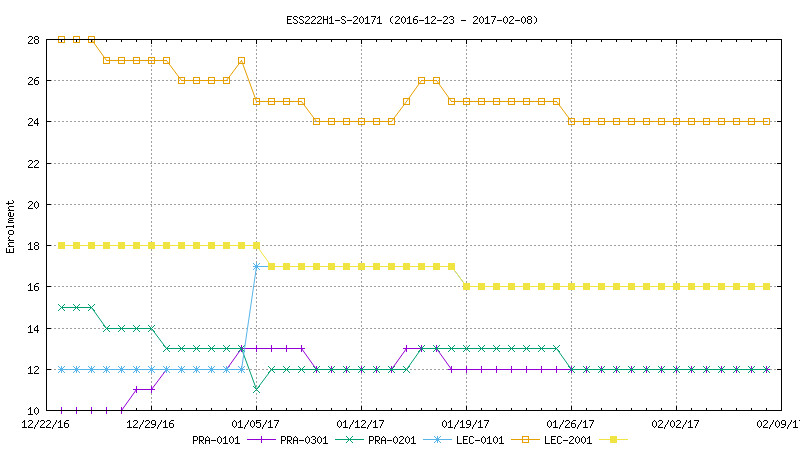 ESS222H1-S-20171 (2016-12-23 - 2017-02-08)
28
26
24
22
20
18
16
14
12
10
Enrolment
12/22/16 12/29/16 01/05/17 01/12/17 01/19/17 01/26/17 02/02/17 02/09/17
PRA-0101 PRA-0301 PRA-0201 LEC-0101 LEC-2001